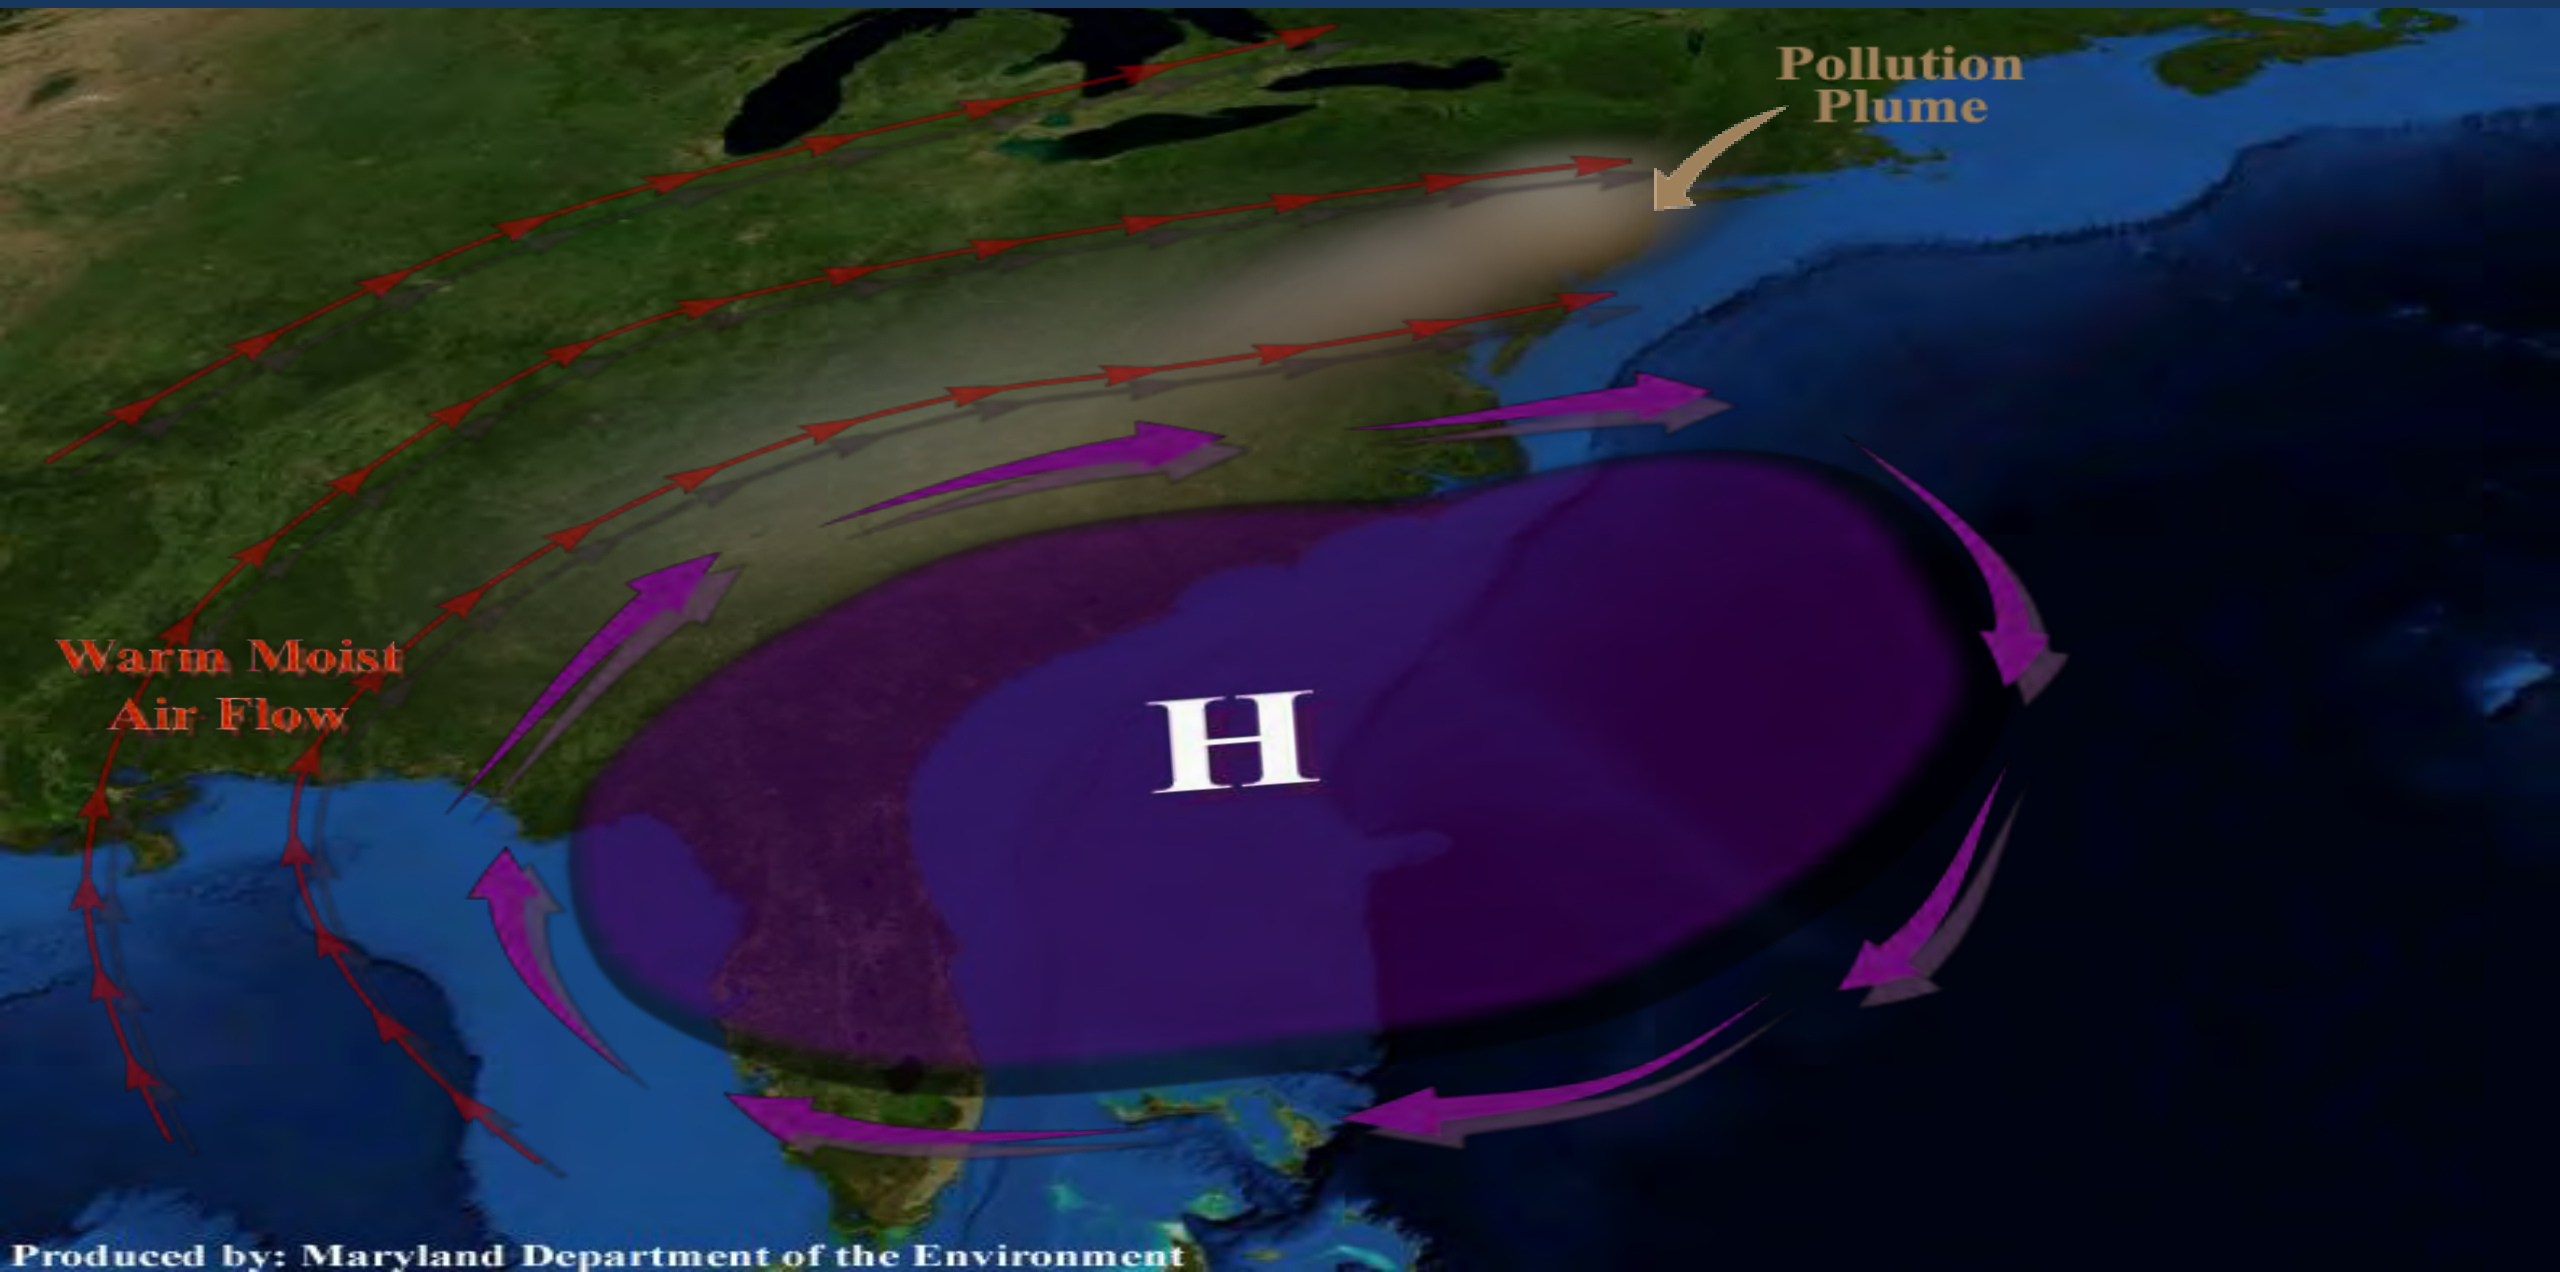 Pollution
Plume
Warm Moist
Air Flow
H
Produced by: Maryland Department of the Environment